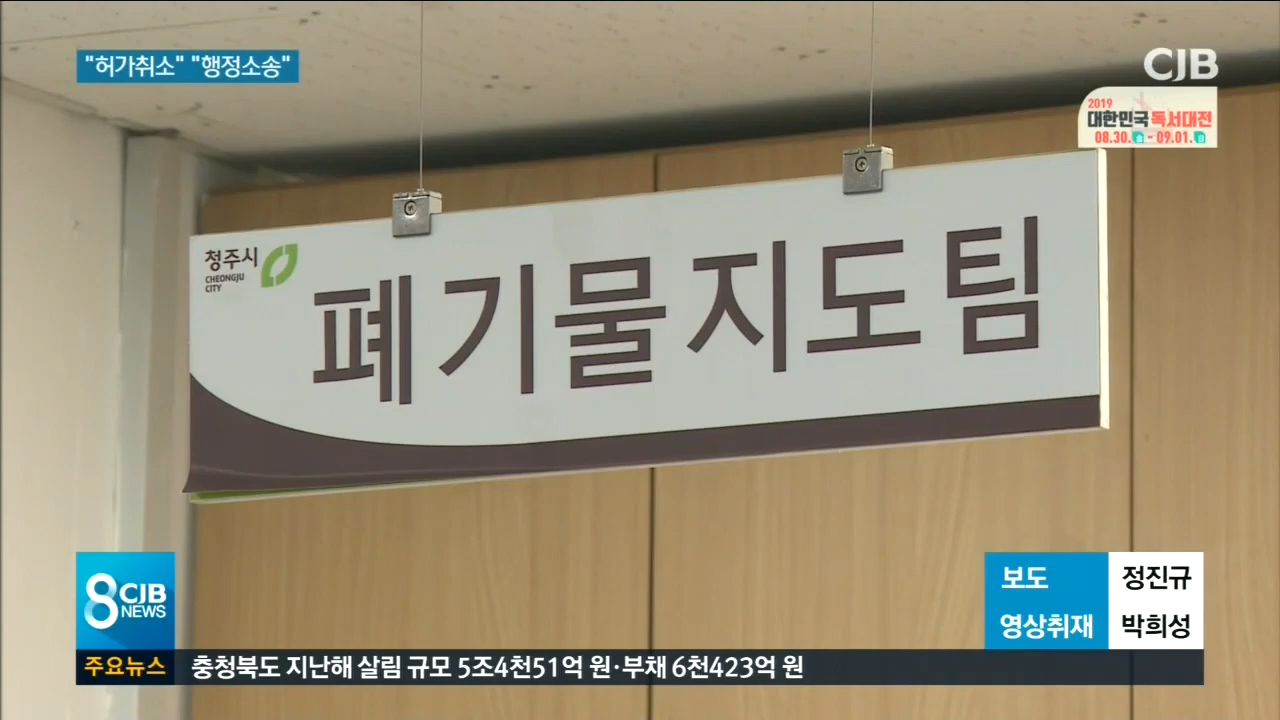 "허가취소" "행정소송"
CJB
2019
대한민국 독서대전
08.30.金 - 09.01.日
청주시
CHEONGJU
CITY
폐기물지도팀
8 CJB
NEWS
보도 정진규
영상취재 박희성
주요뉴스 충청북도 지난해 살림 규모 5조4천51억 원·부채 6천423억 원